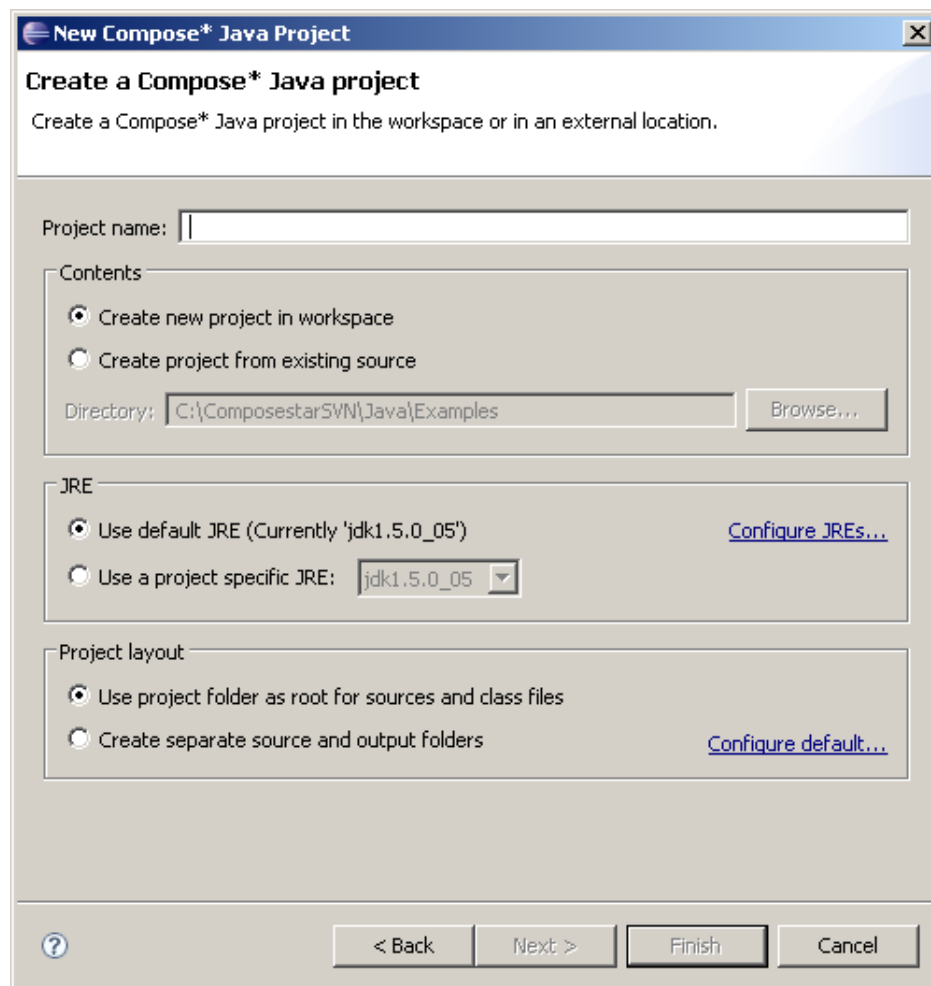 New Compose* Java Project
Create a Compose* Java project
Create a Compose* Java project in the workspace or in an external location.
Project name:
Contents
Create new project in workspace
Create project from existing source
Directory: C:\ComposestarSVN\Java\Examples Browse...
JRE
Use default JRE (Currently 'jdk1.5.0_05') Configure JREs...
Use a project specific JRE: jdk1.5.0_05
Project layout
Use project folder as root for sources and class files
Create separate source and output folders Configure default...
? < Back Next > Finish Cancel